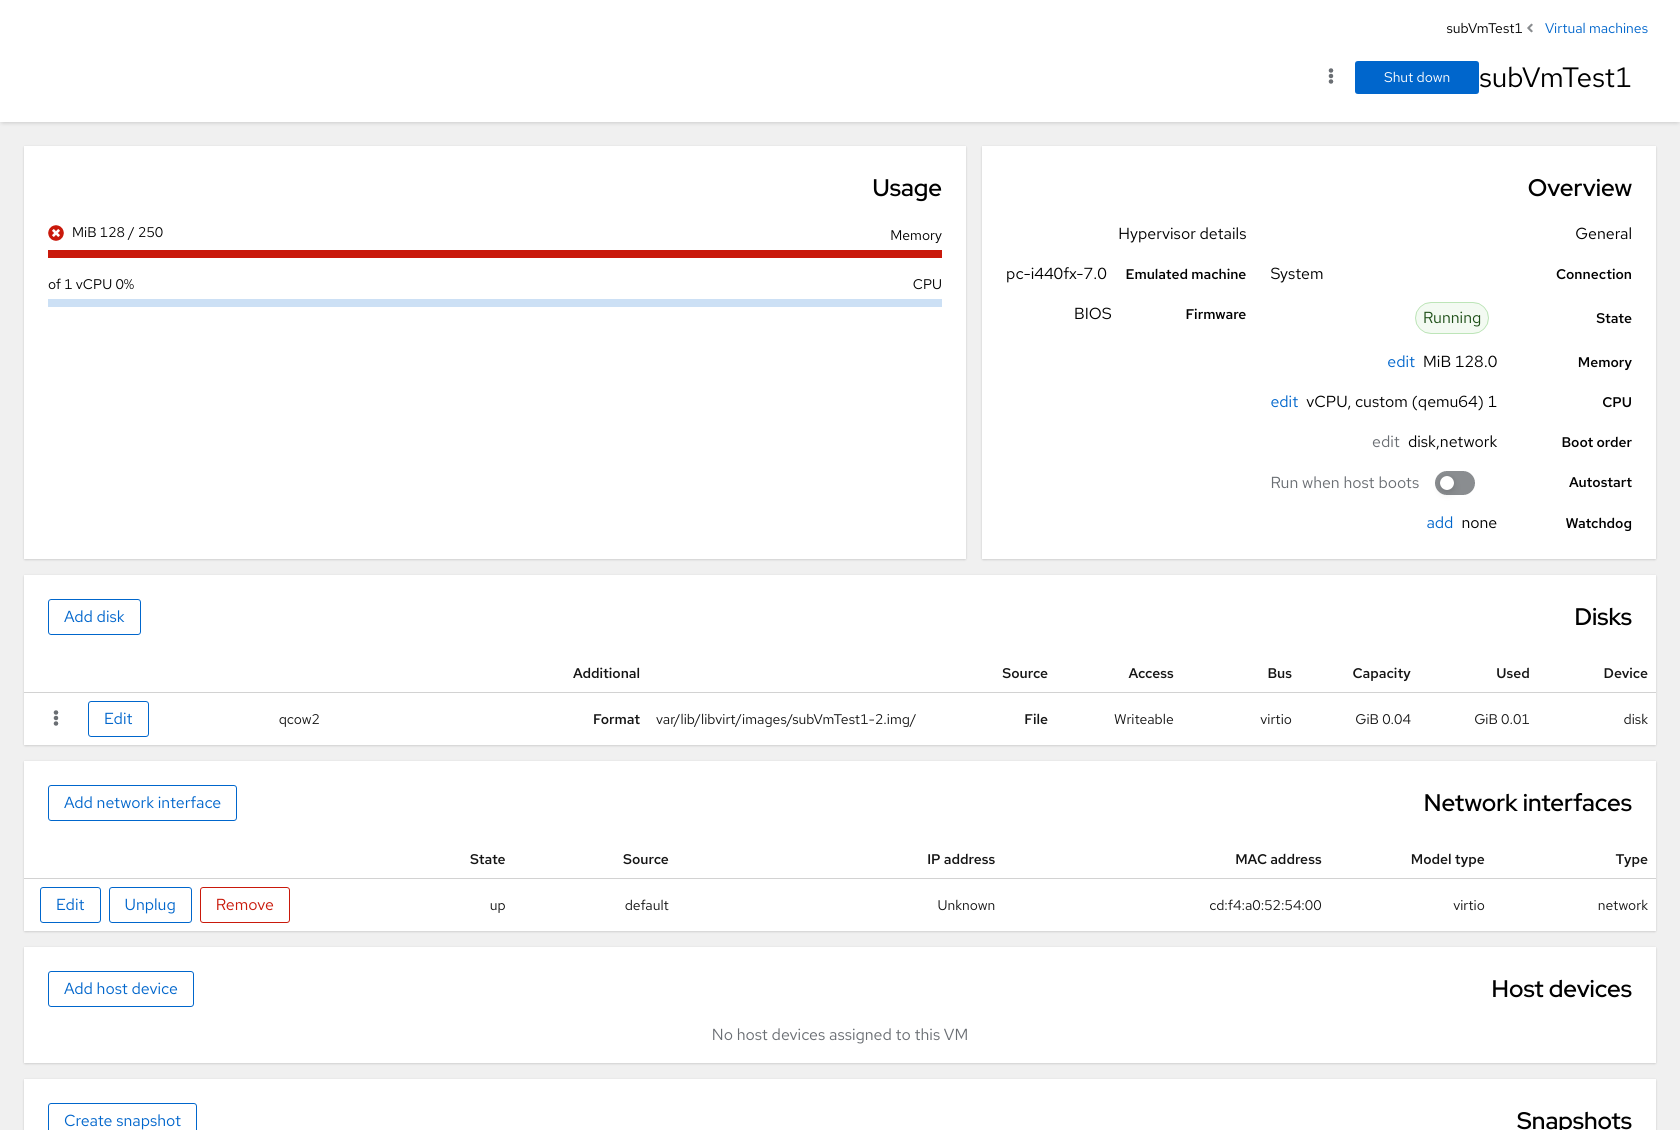 Virtual machines
subVmTest1
subVmTest1
Shut down
Overview
General
Connection System
State Running
Memory MiB 128.0 edit
CPU vCPU, custom (qemu64) 1 edit
Boot order disk,network edit
Autostart Run when host boots
Watchdog none add
Hypervisor details
Emulated machine pc-i440fx-7.0
Firmware BIOS
Usage
Memory MiB 128 / 250
CPU of 1 vCPU 0%
Disks
Add disk
Device Used Capacity Bus Access Source Additional
disk GiB 0.01 GiB 0.04 virtio Writeable File var/lib/libvirt/images/subVmTest1-2.img/ Format qcow2 Edit
Network interfaces
Add network interface
Type Model type MAC address IP address Source State
network virtio cd:f4:a0:52:54:00 Unknown default up Remove Unplug Edit
Host devices
Add host device
No host devices assigned to this VM
Snapshots
Create snapshot